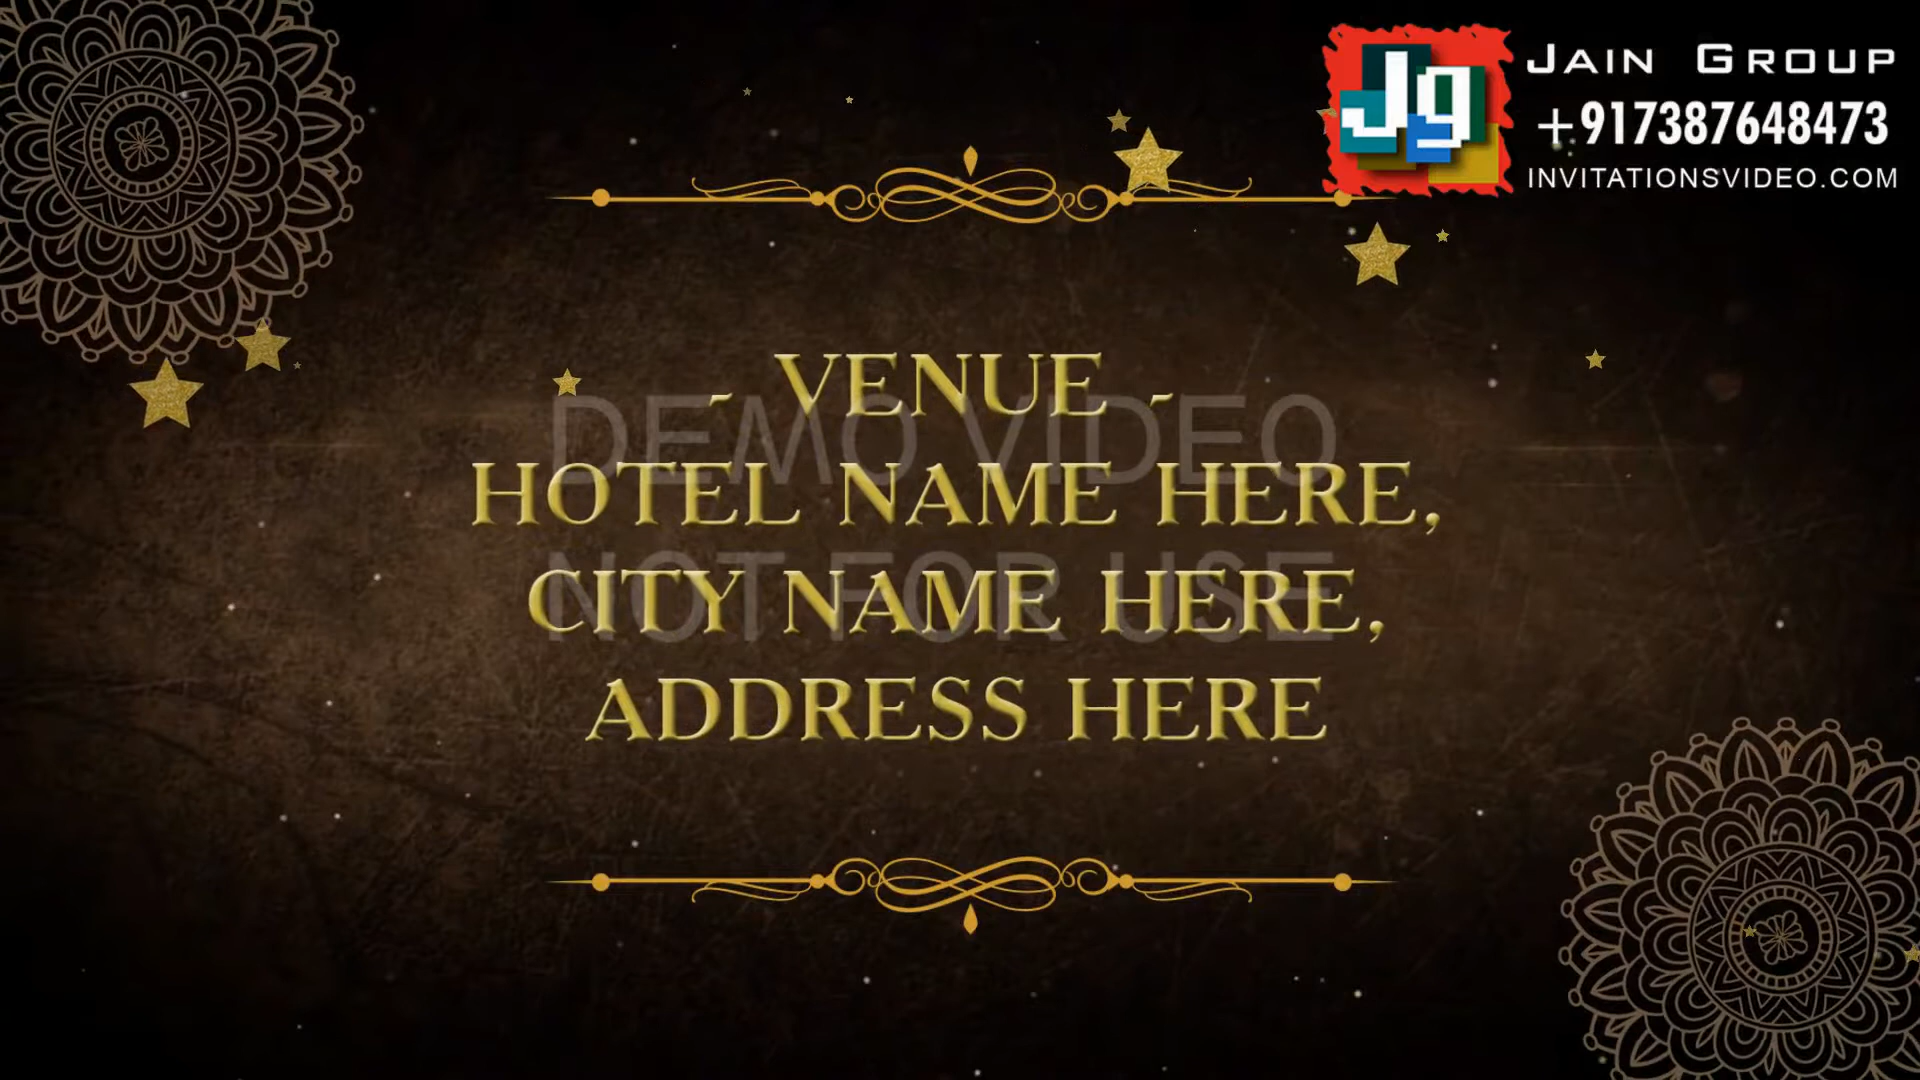 Jg
JAIN GROUP
+917387648473
INVITATIONSVIDEO.COM
- VENUE -
DEMO VIDEO
HOTEL NAME HERE,
NOT FOR USE
CITY NAME HERE,
ADDRESS HERE